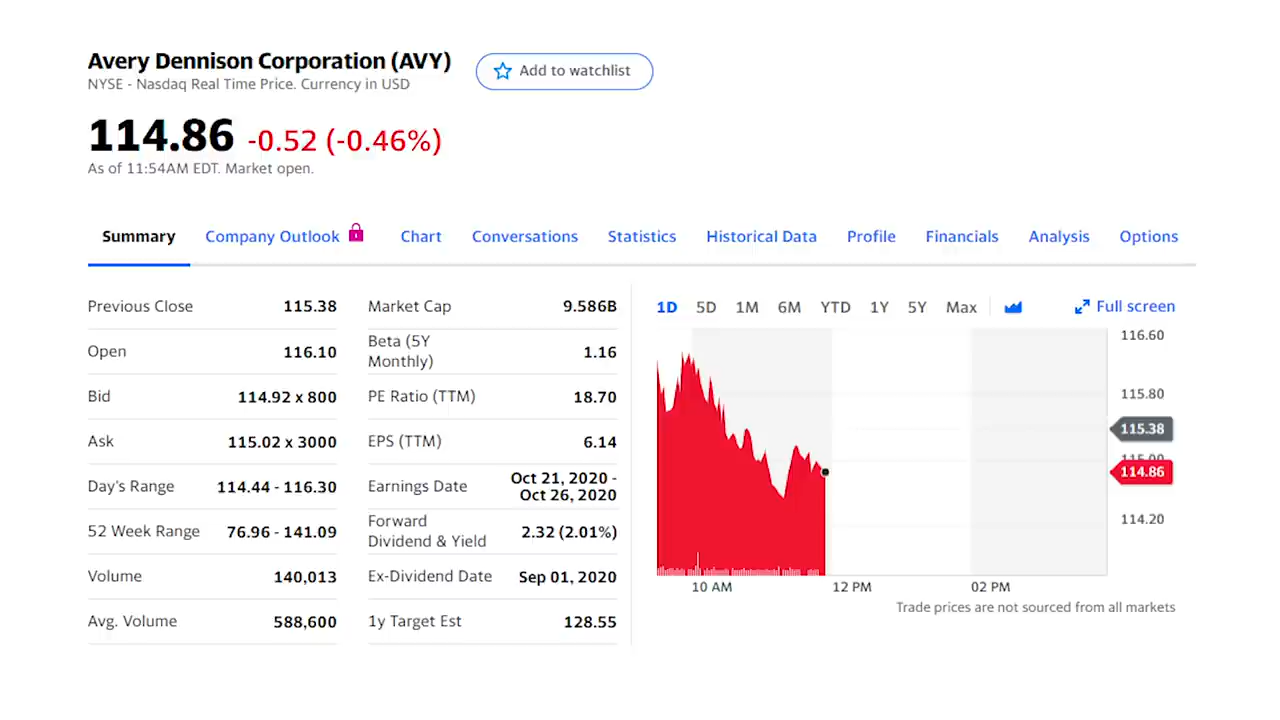 Avery Dennison Corporation (AVY)
Add to watchlist
NYSE - Nasdaq Real Time Price. Currency in USD
114.86 -0.52 (-0.46%)
As of 11:54AM EDT. Market open.
Summary Company Outlook Chart Conversations Statistics Historical Data Profile Financials Analysis Options
Previous Close 115.38
Open 116.10
Bid 114.92 x 800
Ask 115.02 x 3000
Day's Range 114.44 - 116.30
52 Week Range 76.96 - 141.09
Volume 140,013
Avg. Volume 588,600
Market Cap 9.586B
Beta (5Y
Monthly) 1.16
PE Ratio (TTM) 18.70
EPS (TTM) 6.14
Earnings Date Oct 21, 2020 -
Oct 26, 2020
Forward
Dividend & Yield 2.32 (2.01%)
Ex-Dividend Date Sep 01, 2020
1y Target Est 128.55
1D 5D 1M 6M YTD 1Y 5Y Max Full screen
116.60
115.80
115.38
115.00
114.86
114.20
10 AM 12 PM 02 PM
Trade prices are not sourced from all markets